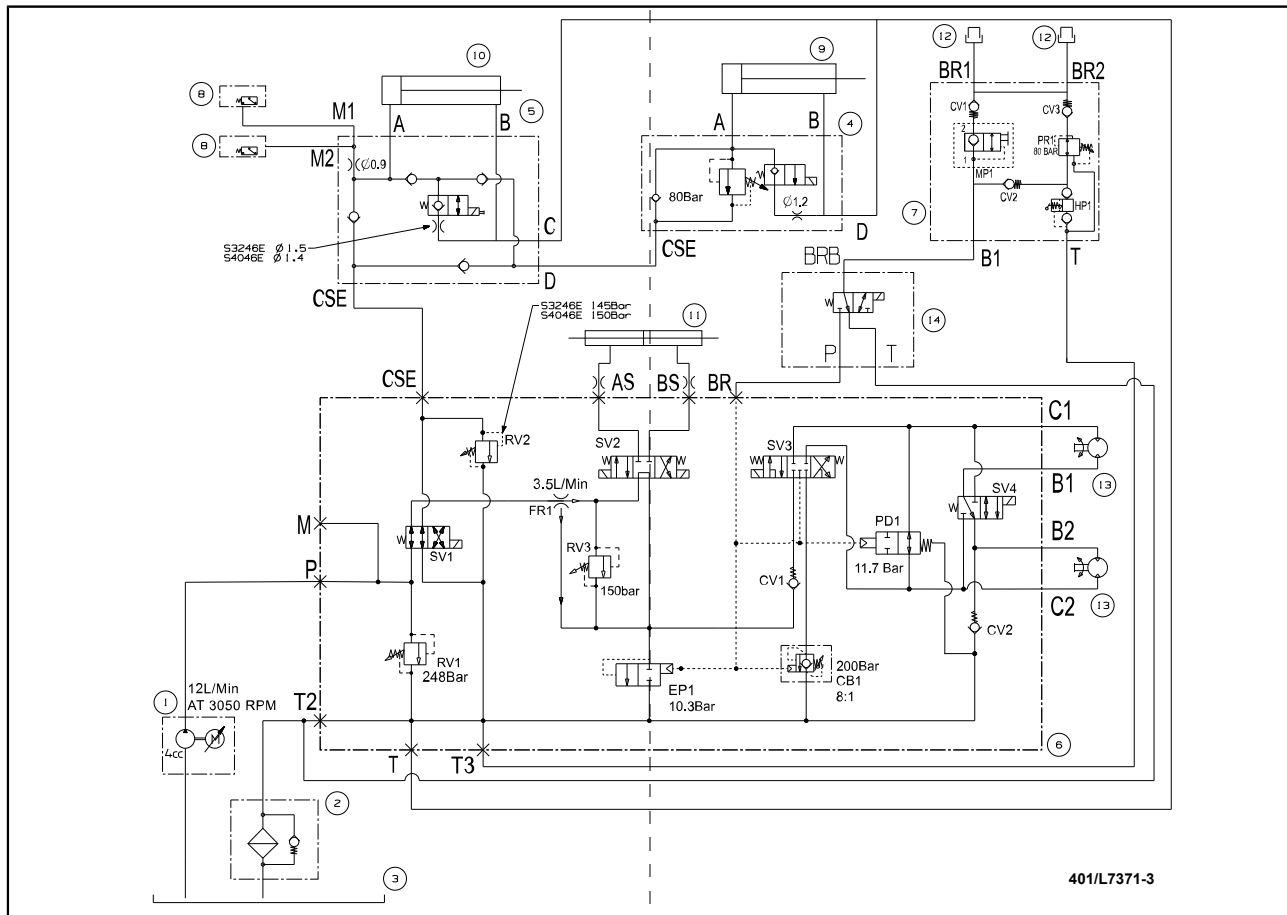 12
12
10
9
BR1
BR2
8
M1
5
CV1
CV3
A
B
A
B
4
2
PR1
80 BAR
8
M2
Ø0.9
1
MP1
80Bar
Ø1.2
CV2
HP1
7
S3246E Ø1.5
S4046E Ø1.4
C
D
CSE
BRB
B1
T
D
CSE
S3246E 145Bar
S4046E 150Bar
11
14
P
T
CSE
AS
BS
BR
C1
RV2
SV2
SV3
B1
13
3.5L/Min
FR1
SV4
M
PD1
B2
SV1
RV3
11.7 Bar
P
150bar
CV1
C2
13
CV2
RV1
248Bar
200Bar
CB1
8:1
EP1
10.3Bar
12L/Min
AT 3050 RPM
1
T2
4cc
M
6
T
T3
2
3
401/L7371-3